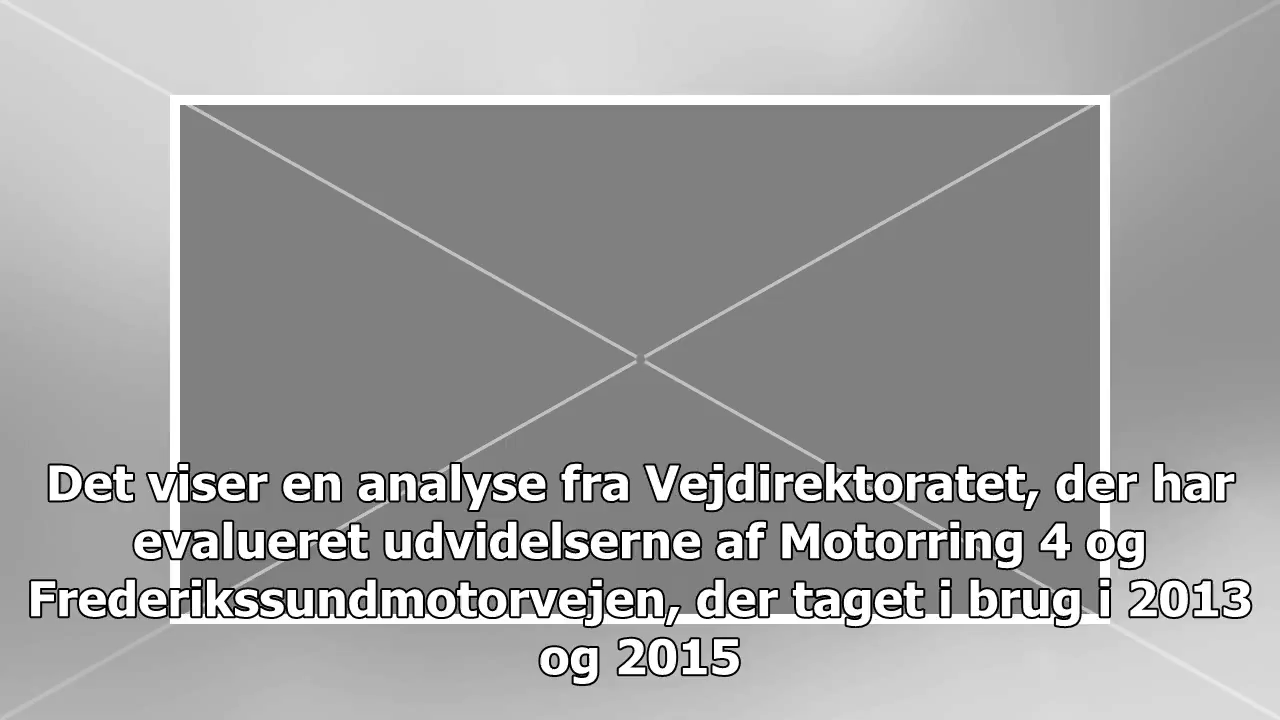 Det viser en analyse fra Vejdirektoratet, der har
evalueret udvidelserne af Motorring 4 og
Frederikssundmotorvejen, der taget i brug i 2013
og 2015